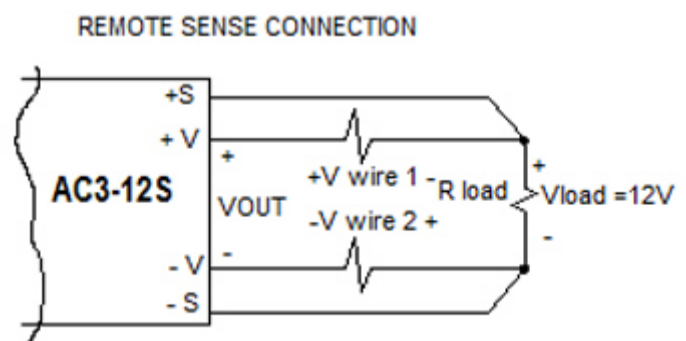 REMOTE SENSE CONNECTION
+S
+ V
+
AC3-12S
VOUT
+V wire 1 -
-V wire 2 +
R load
+
Vload =12V
-
-
- V
- S